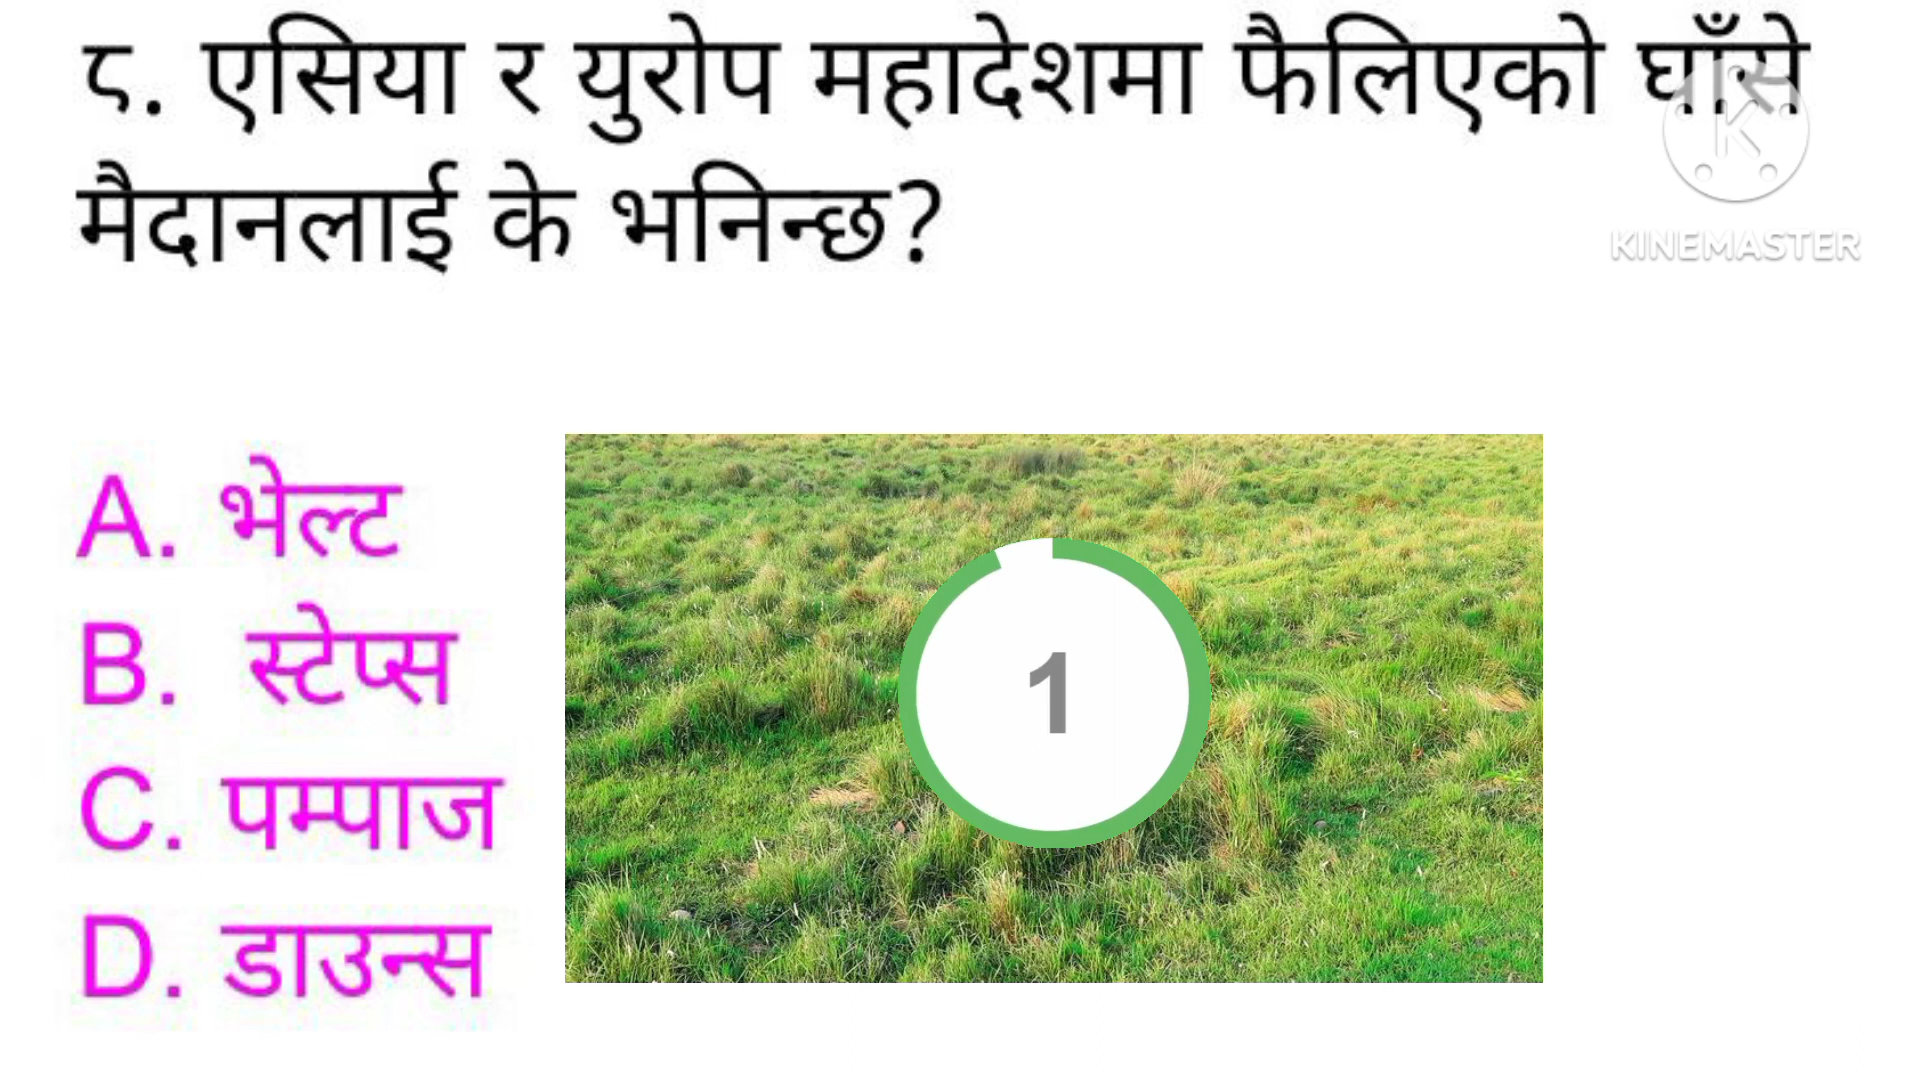 ८. एसिया र युरोप महादेशमा फैलिएको घाँसे
मैदानलाई के भनिन्छ?
KINEMASTER
A. भेल्ट
B. स्टेप्स
C. पम्पाज
D. डाउन्स
1